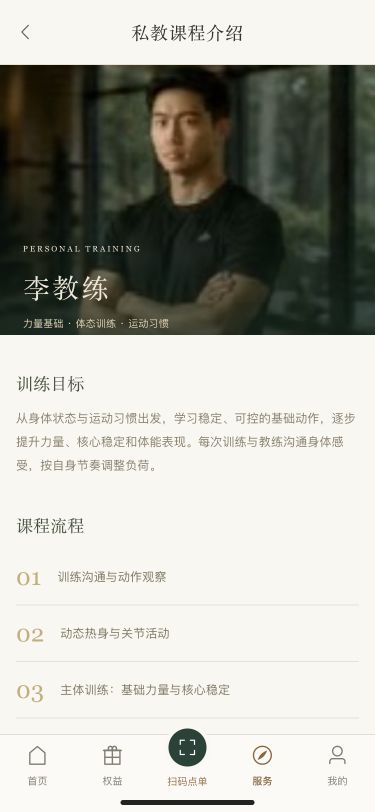 私教课程介绍
PERSONAL TRAINING
李教练
力量基础 · 体态训练 · 运动习惯
训练目标
从身体状态与运动习惯出发，学习稳定、可控的基础动作，逐步
提升力量、核心稳定和体能表现。每次训练与教练沟通身体感
受，按自身节奏调整负荷。
课程流程
01 训练沟通与动作观察
02 动态热身与关节活动
03 主体训练：基础力量与核心稳定
首页 权益 扫码点单 服务 我的